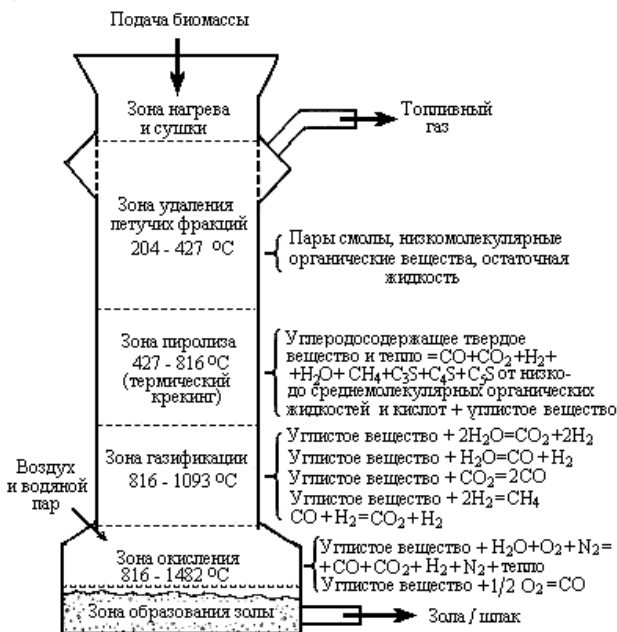 Подача биомассы
Зона нагрева
и сушки
Топливный
газ
Зона удаления
летучих фракций
204 - 427 °C
Пары смолы, низкомолекулярные
органические вещества, остаточная
жидкость
Зона пиролиза
427 - 816 °C
(термический
крекинг)
Углеродосодержащее твердое
вещество и тепло =CO+CO₂+H₂+
+H₂O+ CH₄+C₃S+C₄S+C₅S от низко-
до среднемолекулярных органических
жидкостей и кислот + углистое вещество
Зона газификации
816 - 1093 °C
Углистое вещество + 2H₂O=CO₂+2H₂
Углистое вещество + H₂O=CO+H₂
Углистое вещество + CO₂=2CO
Углистое вещество + 2H₂=CH₄
CO+H₂=CO₂+H₂
Воздух
и водяной
пар
Зона окисления
816 - 1482 °C
Углистое вещество + H₂O+O₂+N₂=
+CO+CO₂+H₂+N₂+тепло
Углистое вещество +1/2 O₂=CO
Зона образования золы
Зола / шлак